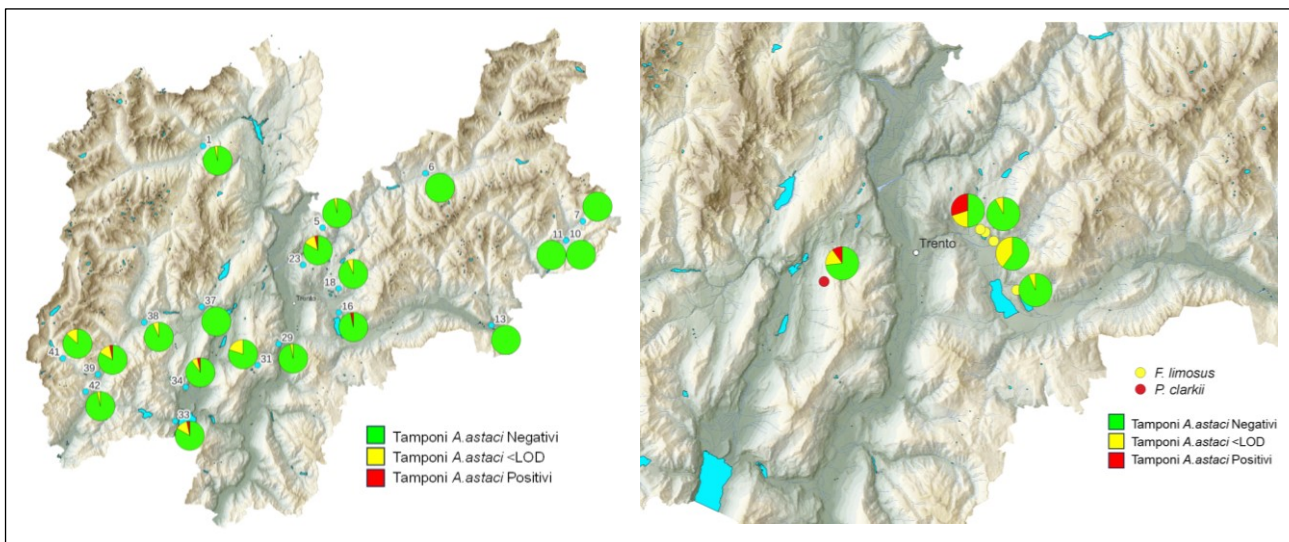 1
6
5
7
11
10
23
18
Trento
16
37
38
13
29
31
41
39
34
42
33
Tamponi A.astaci Negativi
Tamponi A.astaci <LOD
Tamponi A.astaci Positivi
Trento
F. limosus
P. clarkii
Tamponi A.astaci Negativi
Tamponi A.astaci <LOD
Tamponi A.astaci Positivi